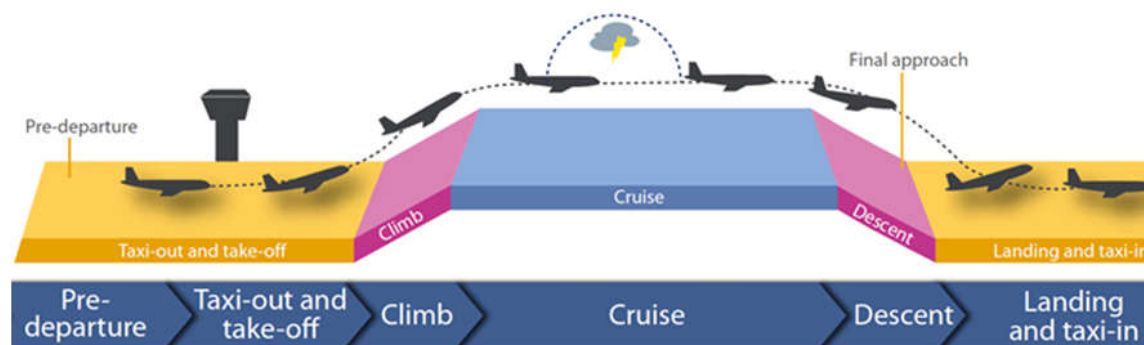 Final approach
Pre-departure
Cruise
Climb
Descent
Taxi-out and take-off
Landing and taxi-in
Pre-
departure
Taxi-out and
take-off
Climb
Cruise
Descent
Landing
and taxi-in